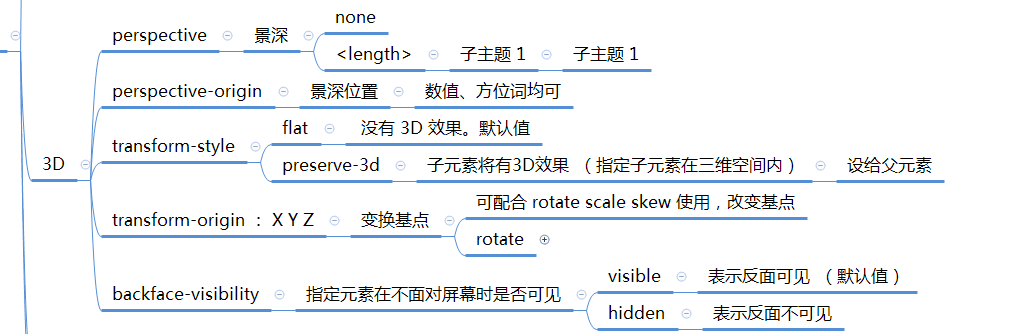 3D
perspective
景深
none
<length>
子主题 1
子主题 1
perspective-origin
景深位置
数值、方位词均可
transform-style
flat
没有 3D 效果。默认值
preserve-3d
子元素将有3D效果 （指定子元素在三维空间内）
设给父元素
transform-origin ： X Y Z
变换基点
可配合 rotate scale skew 使用，改变基点
rotate
backface-visibility
指定元素在不面对屏幕时是否可见
visible
表示反面可见 （默认值）
hidden
表示反面不可见